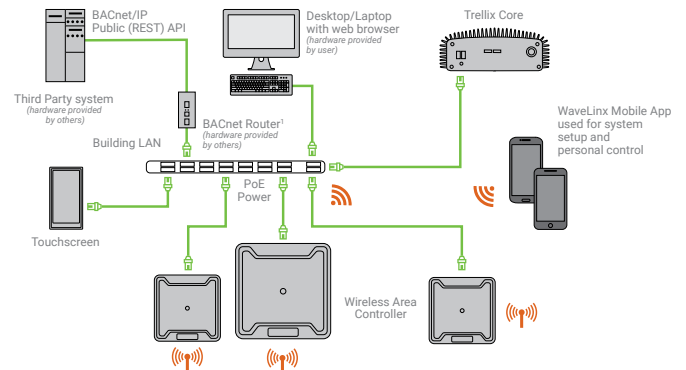 BACnet/IP
Public (REST) API
Desktop/Laptop
with web browser
(hardware provided
by user)
Trellix Core
Third Party system
(hardware provided
by others)
BACnet Router¹
(hardware provided
by others)
Building LAN
WaveLinx Mobile App
used for system
setup and
personal control
PoE
Power
Touchscreen
Wireless Area
Controller